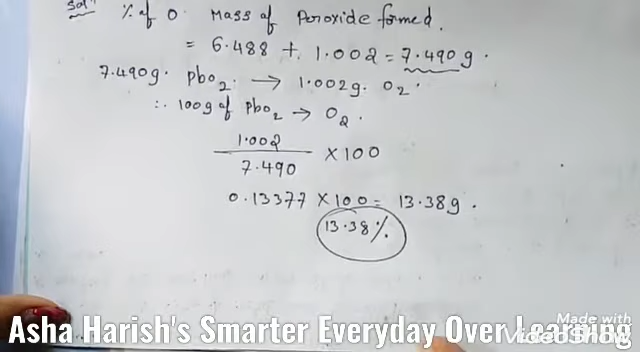 Solⁿ
% of O. Mass of Peroxide formed.
= 6.488 + 1.002 = 7.490 g.
7.490g. pbo₂. → 1.002g. O₂.
∴ 100g of pbo₂ → O₂.
1.002
7.490 × 100
0.13377 × 100 = 13.38g.
13.38%
Made with
VideoShow
Asha Harish's Smarter Everyday Over Learning